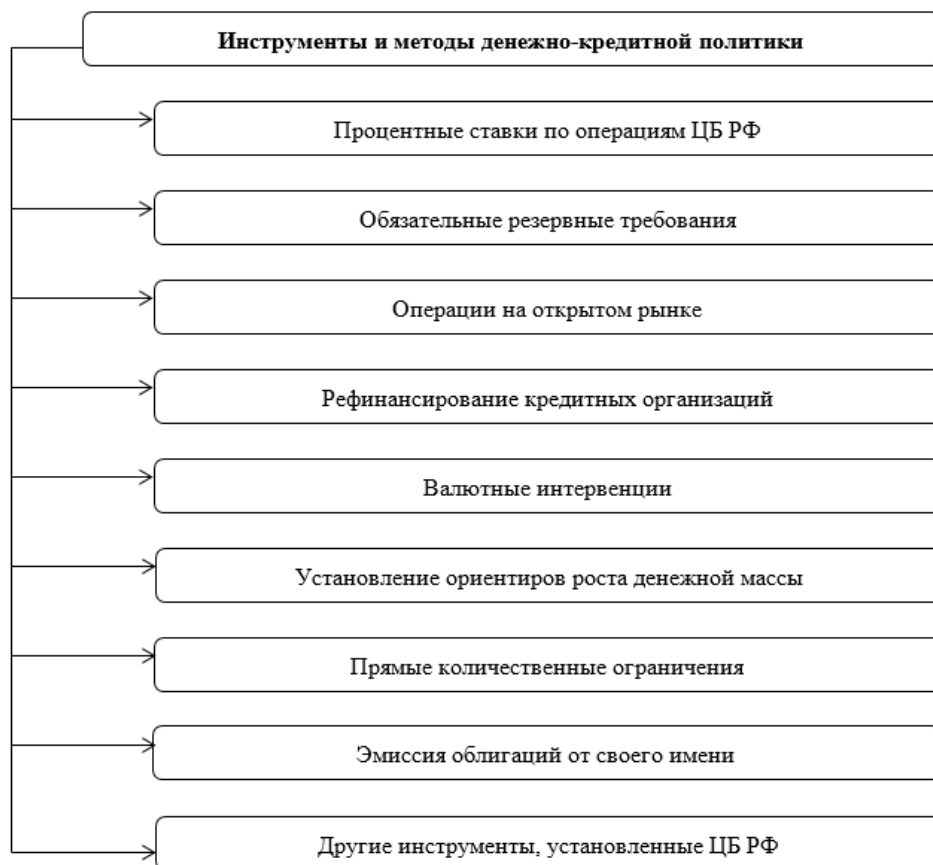 Инструменты и методы денежно-кредитной политики
Процентные ставки по операциям ЦБ РФ
Обязательные резервные требования
Операции на открытом рынке
Рефинансирование кредитных организаций
Валютные интервенции
Установление ориентиров роста денежной массы
Прямые количественные ограничения
Эмиссия облигаций от своего имени
Другие инструменты, установленные ЦБ РФ